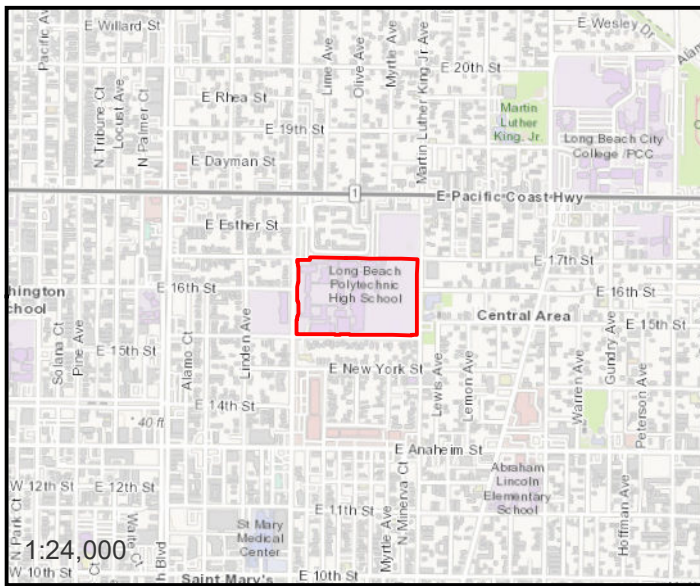 E Willard St
E Wesley Dr
Pacific Av
Lime Ave
Olive Ave
Myrtle Ave
Martin Luther King Jr Ave
E 20th St
N Tribune Ct
Locust Ave
N Palmer Ct
E Rhea St
Martin
Luther
King, Jr.
E 19th St
Long Beach City
College /PCC
E Dayman St
1
E Pacific Coast Hwy
E Esther St
E 17th St
Long Beach
Polytechnic
High School
hington
chool
E 16th St
E 16th St
Central Area
E 15th St
Solana Ct
Pine Ave
E 15th St
Alamo Ct
Linden Ave
E New York St
Lewis Ave
Lemon Ave
Warren Ave
Gundry Ave
Peterson Ave
E 14th St
40 ft
E Anaheim St
Abraham
Lincoln
Elementary
School
W 12th St
E 12th St
N Minerva Ct
Hoffman Ave
E 11th St
Myrtle Av
N Park Ct
St Mary
Medical
Center
1:24,000
Waite Ct
Ct
h Blvd
W 10th St
Saint Mary's
E 10th St